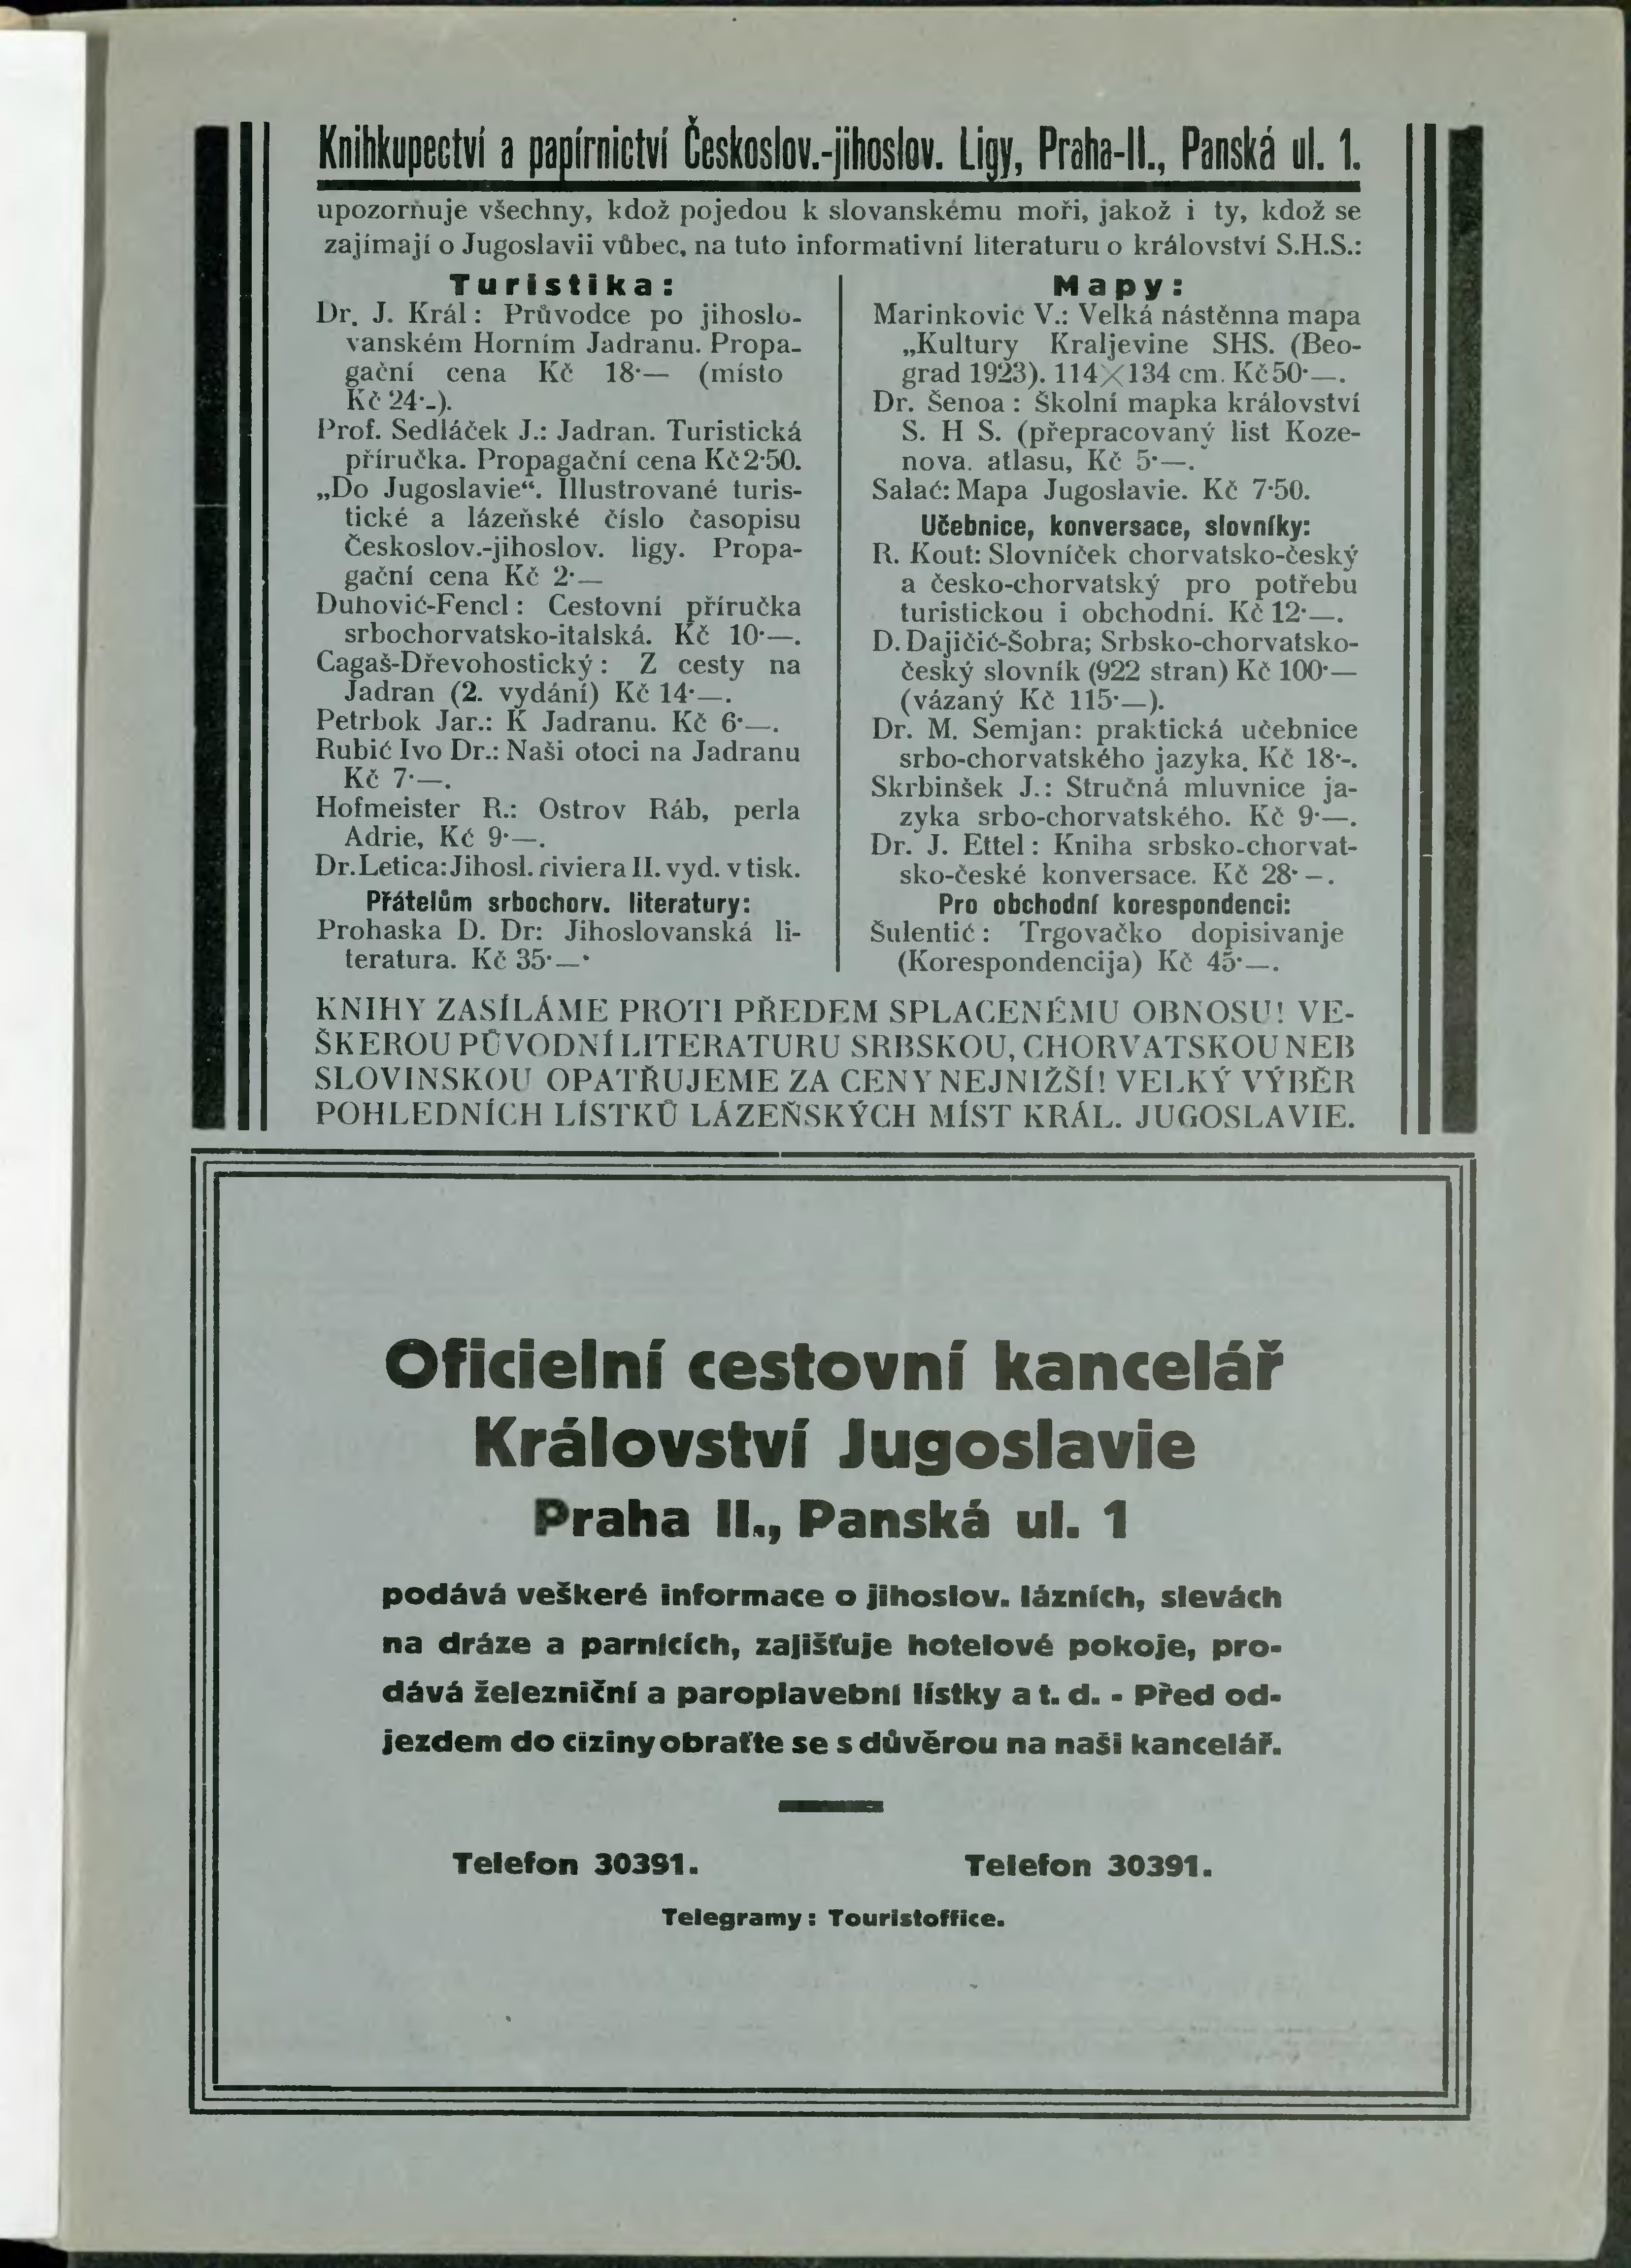 Knihkupectví a papírnictví Českoslov.-jihoslov. Ligy, Praha-II., Panská ul. 1.
upozorňuje všechny, kdož pojedou k slovanskému moři, jakož i ty, kdož se
zajímají o Jugoslavii vůbec, na tuto informativní literaturu o království S.H.S.:
Turistika:
Dr. J. Král: Průvodce po jihoslo-
vanském Horním Jadranu. Propa-
gační cena Kč 18·— (místo
Kč 24·-).
Prof. Sedláček J.: Jadran. Turistická
příručka. Propagační cena Kč 2·50.
„Do Jugoslavie“. Illustrované turis-
tické a lázeňské číslo časopisu
Českoslov.-jihoslov. ligy. Propa-
gační cena Kč 2·—
Duhović-Fencl: Cestovní příručka
srbochorvatsko-italská. Kč 10·—.
Cagaš-Dřevohostický: Z cesty na
Jadran (2. vydání) Kč 14·—.
Petrbok Jar.: K Jadranu. Kč 6·—.
Rubić Ivo Dr.: Naši otoci na Jadranu
Kč 7·—.
Hofmeister R.: Ostrov Ráb, perla
Adrie, Kć 9·—.
Dr. Letica: Jihosl. riviera II. vyd. v tisk.
Přátelům srbochorv. literatury:
Prohaska D. Dr: Jihoslovanská li-
teratura. Kč 35·—·
Mapy:
Marinković V.: Velká nástěnna mapa
„Kultury Kraljevine SHS. (Beo-
grad 1923). 114×134 cm. Kč 50·—.
Dr. Šenoa: Školní mapka království
S. H S. (přepracovaný list Koze-
nova. atlasu, Kč 5·—.
Salać: Mapa Jugoslavie. Kč 7·50.
Učebnice, konversace, slovníky:
R. Kout: Slovníček chorvatsko-český
a česko-chorvatský pro potřebu
turistickou i obchodní. Kč 12·—.
D. Dajičić-Šobra; Srbsko-chorvatsko-
český slovník (922 stran) Kč 100·—
(vázaný Kč 115·—).
Dr. M. Semjan: praktická učebnice
srbo-chorvatského jazyka. Kč 18·-.
Skrbinšek J.: Stručná mluvnice ja-
zyka srbo-chorvatského. Kč 9·—.
Dr. J. Ettel: Kniha srbsko-chorvat-
sko-české konversace. Kč 28·—.
Pro obchodní korespondenci:
Šulentić: Trgovačko dopisivanje
(Korespondencija) Kč 45·—.
KNIHY ZASÍLÁME PROTI PŘEDEM SPLACENÉMU OBNOSU! VE-
ŠKEROU PŮVODNÍ LITERATURU SRBSKOU, CHORVATSKOU NEB
SLOVINSKOU OPATŘUJEME ZA CENY NEJNIŽŠÍ! VELKÝ VÝBĚR
POHLEDNÍCH LÍSTKŮ LÁZEŇSKÝCH MÍST KRÁL. JUGOSLAVIE.
Oficielní cestovní kancelář
Království Jugoslavie
Praha II., Panská ul. 1
podává veškeré informace o jihoslov. lázních, slevách
na dráze a parnících, zajišťuje hotelové pokoje, pro-
dává železniční a paroplavební lístky a t. d. - Před od-
jezdem do ciziny obraťte se s důvěrou na naši kancelář.
Telefon 30391. Telefon 30391.
Telegramy: Touristoffice.